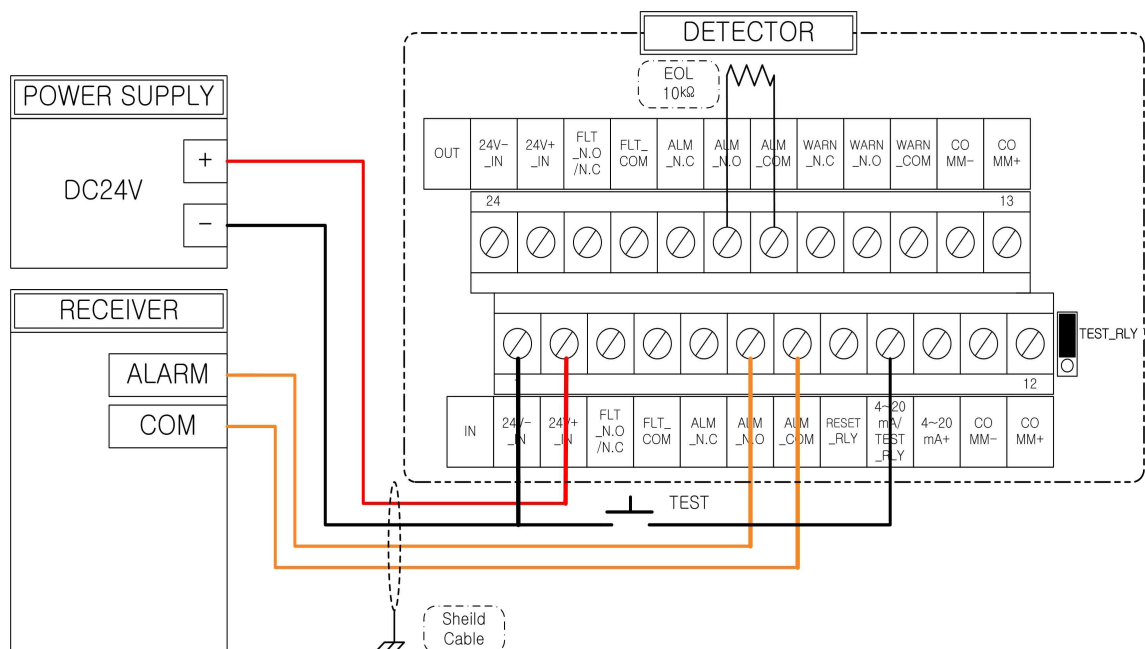 DETECTOR
EOL
10kΩ
POWER SUPPLY
+
DC24V
−
OUT
24V-
_IN
24V+
_IN
FLT
_N.O
/N.C
FLT_
COM
ALM
_N.C
ALM
_N.O
ALM
_COM
WARN
_N.C
WARN
_N.O
WARN
_COM
CO
MM-
CO
MM+
24
13
RECEIVER
ALARM
COM
TEST_RLY
12
IN
24V-
_IN
24V+
_IN
FLT
_N.O
/N.C
FLT_
COM
ALM
_N.C
ALM
_N.O
ALM
_COM
RESET
_RLY
4~20
mA/
TEST
_RLY
4~20
mA+
CO
MM-
CO
MM+
TEST
Sheild
Cable